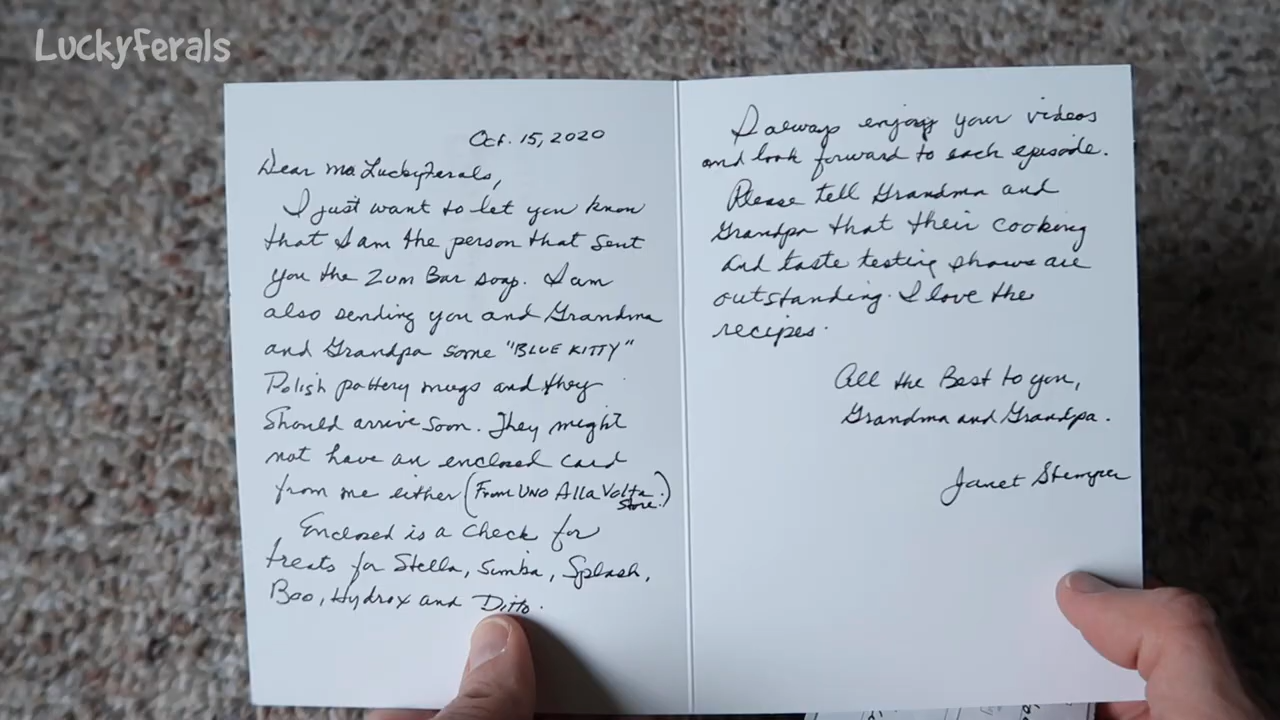 LuckyFerals
Oct. 15, 2020
Dear Ms LuckyFerals,
I just want to let you know
that I am the person that sent
you the Zum Bar soap. I am
also sending you and Grandma
and Grandpa some "BLUE KITTY"
Polish pottery mugs and they
should arrive soon. They might
not have an enclosed card
from me either (From UNO ALLA VOLTA
Store.)
Enclosed is a check for
treats for Stella, Simba, Splash,
Boo, Hydrox and Ditto.
I always enjoy your videos
and look forward to each episode.
Please tell Grandma and
Grandpa that their cooking
and taste testing shows are
outstanding. I love the
recipes.
All the Best to you,
Grandma and Grandpa.
Janet